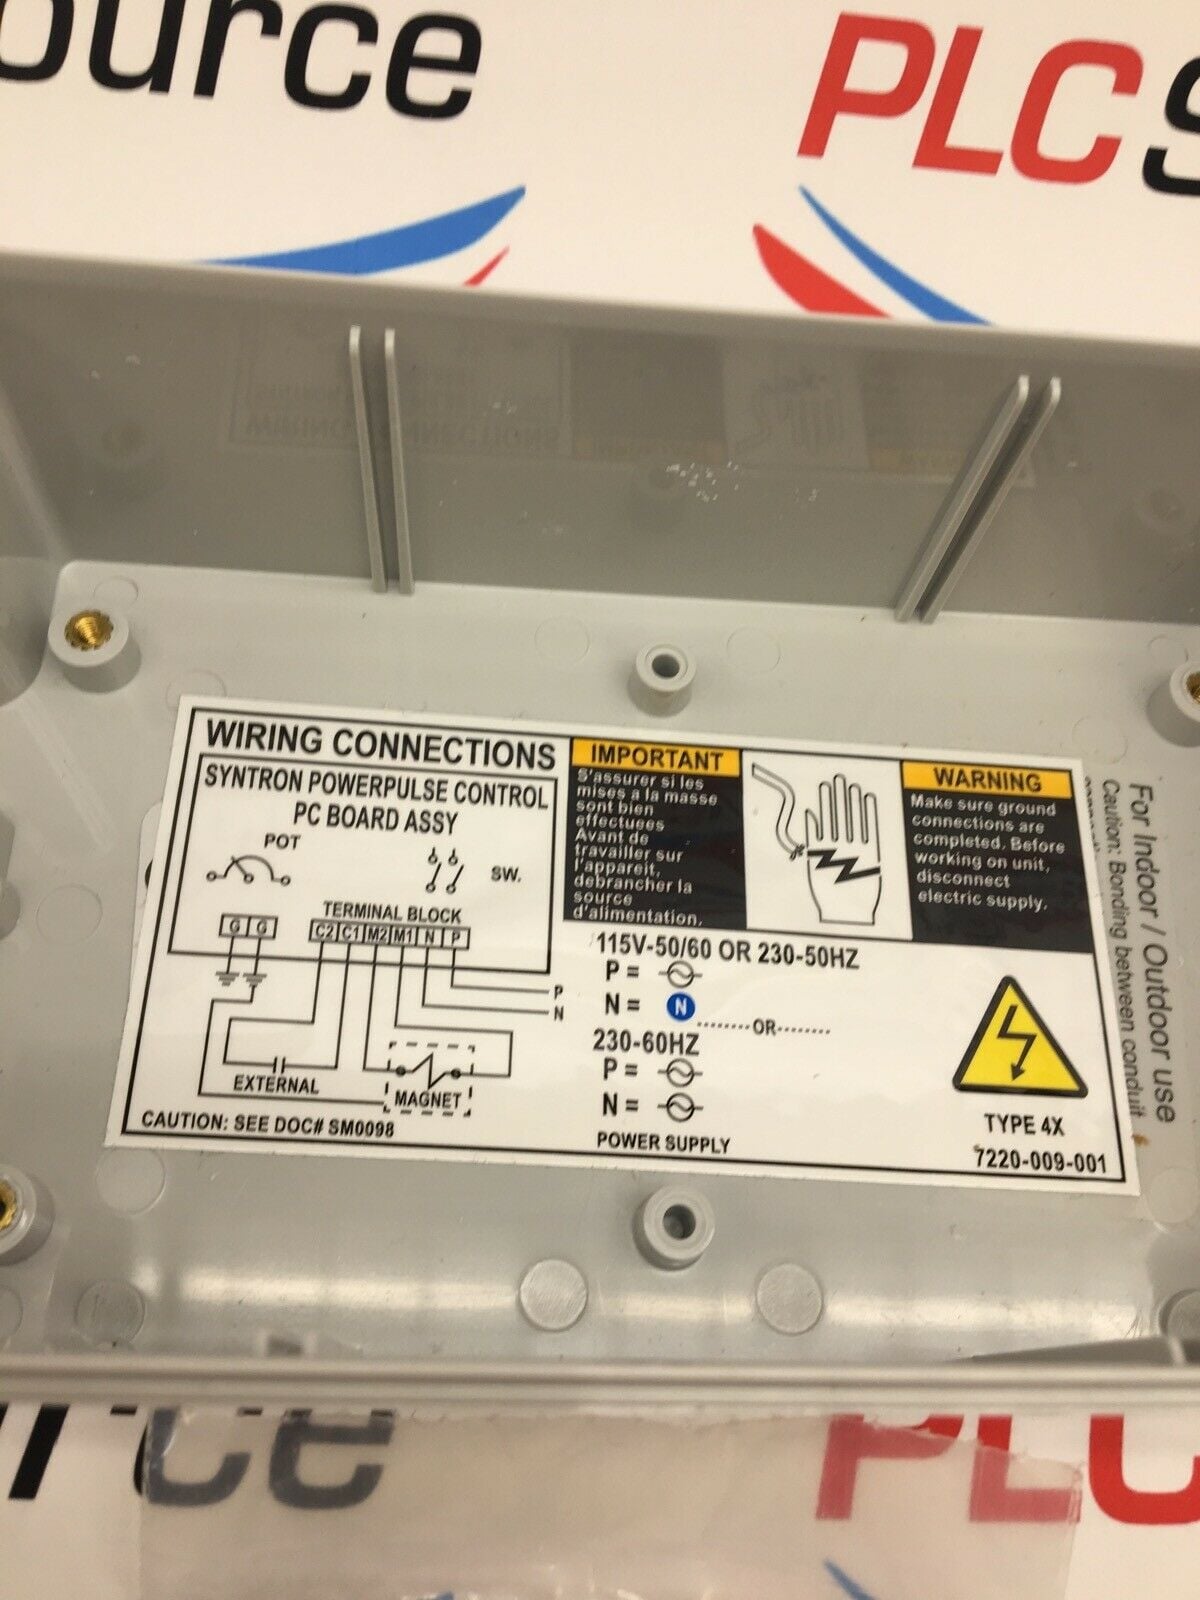 ource
PLC
WIRING CONNECTIONS
SYNTRON POWERPULSE CONTROL
PC BOARD ASSY
POT
SW.
TERMINAL BLOCK
G G
C2 C1 M2 M1 N P
P
N
EXTERNAL
MAGNET
CAUTION: SEE DOC# SM0098
IMPORTANT
S'assurer si les
mises a la masse
sont bien
effectuees
Avant de
travailler sur
l'appareil,
debrancher la
source
d'alimentation.
WARNING
Make sure ground
connections are
completed. Before
working on unit,
disconnect
electric supply.
115V-50/60 OR 230-50HZ
P =
N = N
--------OR--------
230-60HZ
P =
N =
POWER SUPPLY
TYPE 4X
7220-009-001
For Indoor / Outdoor use
Caution: Bonding between conduit
ce
PLC